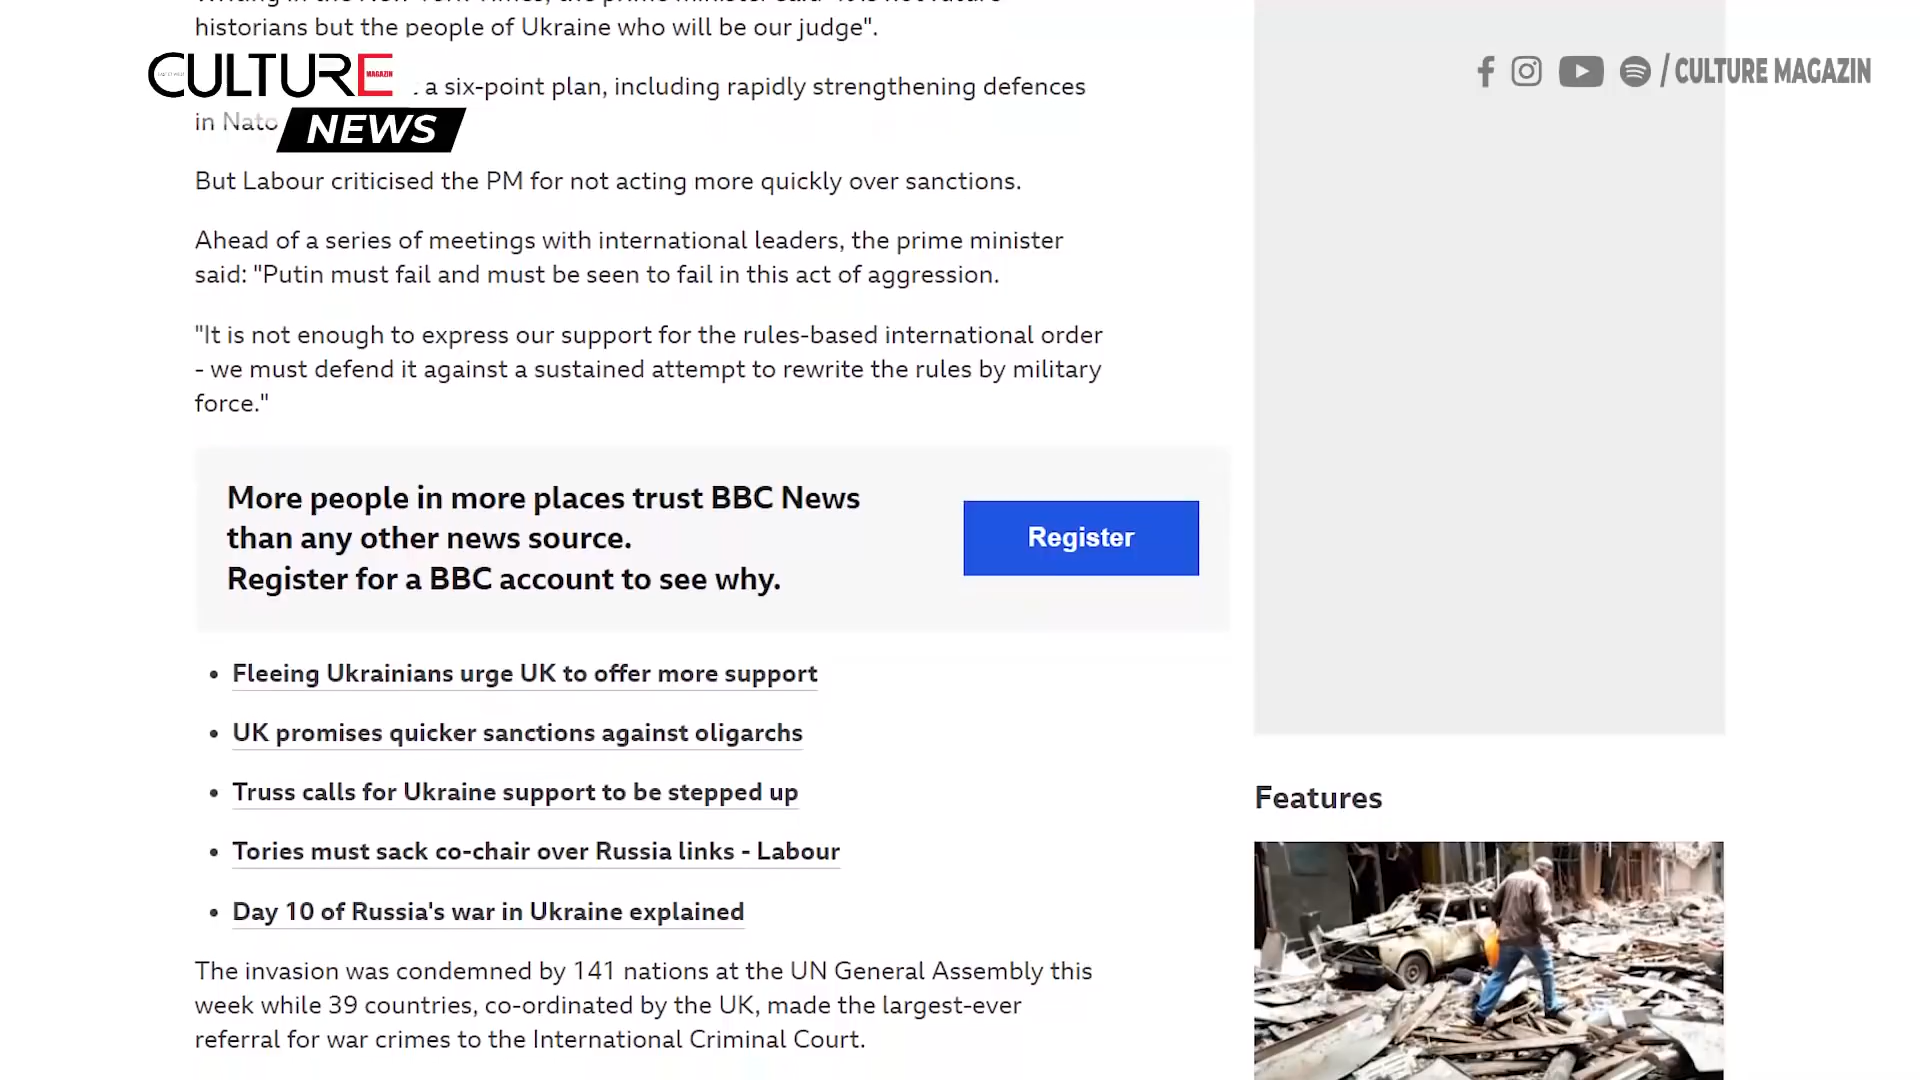 historians but the people of Ukraine who will be our judge".
CULTURE
MAGAZIN
NEWS
/ CULTURE MAGAZIN
a six-point plan, including rapidly strengthening defences
in Nato
But Labour criticised the PM for not acting more quickly over sanctions.
Ahead of a series of meetings with international leaders, the prime minister
said: "Putin must fail and must be seen to fail in this act of aggression.
"It is not enough to express our support for the rules-based international order
- we must defend it against a sustained attempt to rewrite the rules by military
force."
More people in more places trust BBC News
than any other news source.
Register for a BBC account to see why.
Register
• Fleeing Ukrainians urge UK to offer more support
• UK promises quicker sanctions against oligarchs
• Truss calls for Ukraine support to be stepped up
• Tories must sack co-chair over Russia links - Labour
• Day 10 of Russia's war in Ukraine explained
The invasion was condemned by 141 nations at the UN General Assembly this
week while 39 countries, co-ordinated by the UK, made the largest-ever
referral for war crimes to the International Criminal Court.
Features